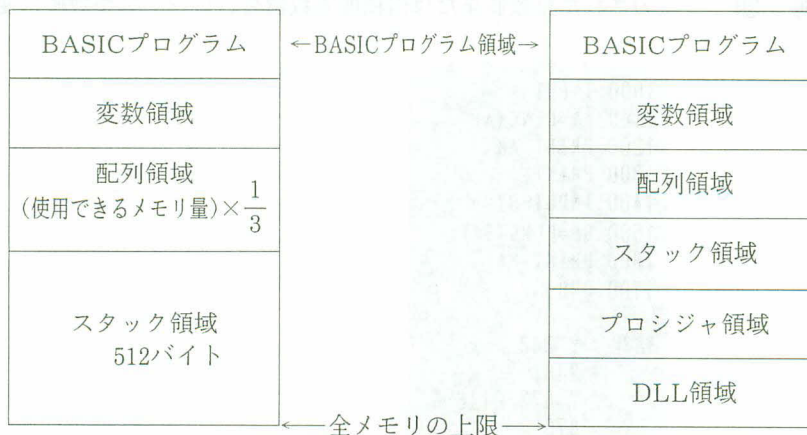 BASICプログラム
変数領域
配列領域
(使用できるメモリ量)×1/3
スタック領域
512バイト
←BASICプログラム領域→
←全メモリの上限→
BASICプログラム
変数領域
配列領域
スタック領域
プロシジャ領域
DLL領域